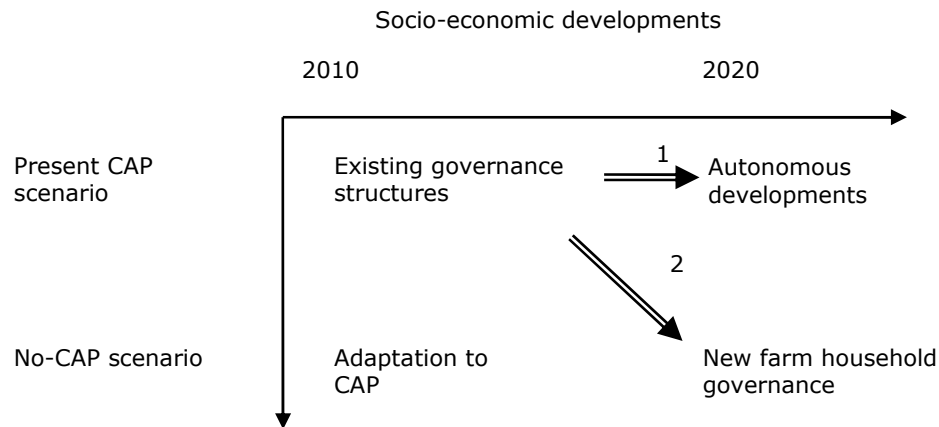 Socio-economic developments
2010 2020
Present CAP scenario
Existing governance structures
1
Autonomous developments
2
No-CAP scenario
Adaptation to CAP
New farm household governance